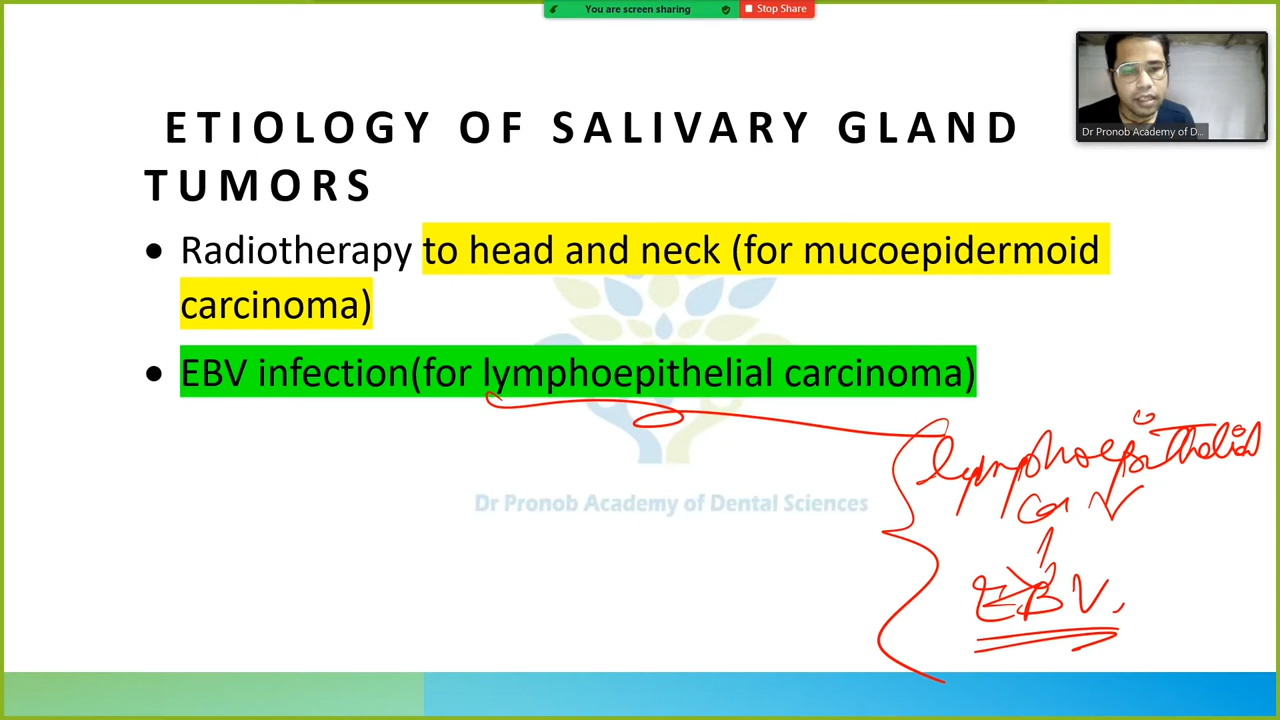 You are screen sharing
Stop Share
Dr Pronob Academy of D...
ETIOLOGY OF SALIVARY GLAND
TUMORS
• Radiotherapy to head and neck (for mucoepidermoid
carcinoma)
• EBV infection(for lymphoepithelial carcinoma)
lymphoepithelial
Ca
EBV,
Dr Pronob Academy of Dental Sciences